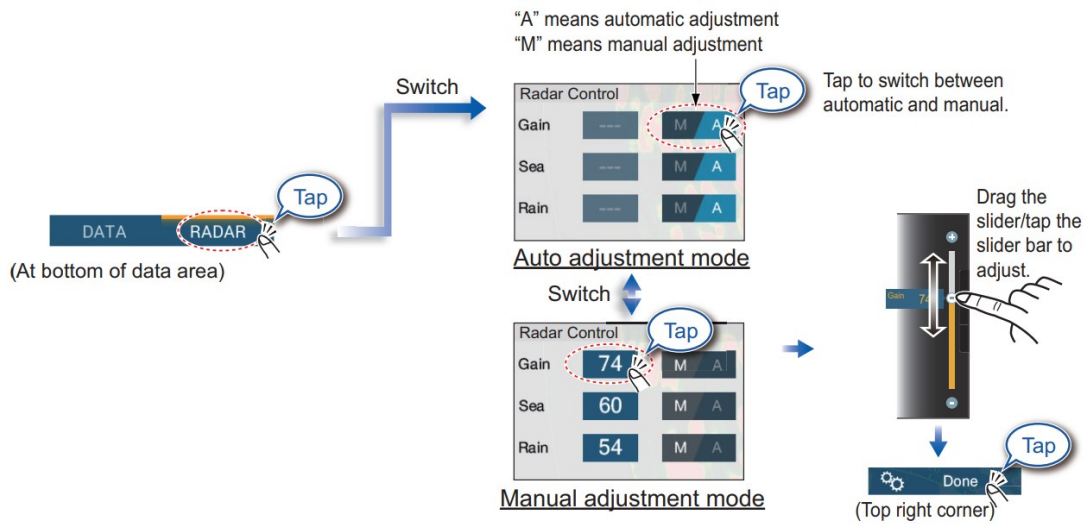 “A” means automatic adjustment
“M” means manual adjustment
Switch
Tap
DATA
RADAR
(At bottom of data area)
Radar Control
Gain --- M A
Sea --- M A
Rain --- M A
Tap
Tap to switch between
automatic and manual.
Auto adjustment mode
Switch
Radar Control
Tap
Gain 74 M A
Sea 60 M A
Rain 54 M A
Manual adjustment mode
Drag the
slider/tap the
slider bar to
adjust.
Gain 74
Tap
Done
(Top right corner)